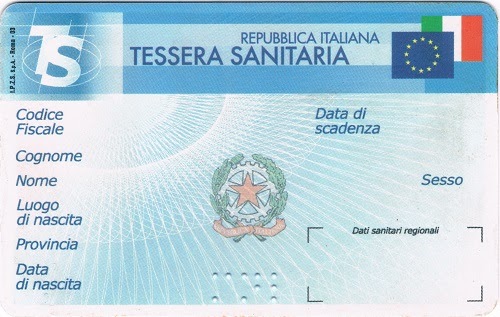 I.P.Z.S. S.p.A. - Roma - 03
TS
REPUBBLICA ITALIANA
TESSERA SANITARIA
Codice
Fiscale
Data di
scadenza
Cognome
Nome
Sesso
Luogo
di nascita
Dati sanitari regionali
Provincia
Data
di nascita